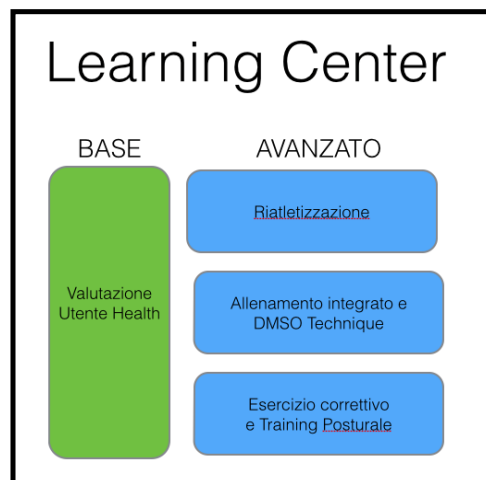 Learning Center
BASE
AVANZATO
Valutazione
Utente Health
Riatletizzazione
Allenamento integrato e
DMSO Technique
Esercizio correttivo
e Training Posturale